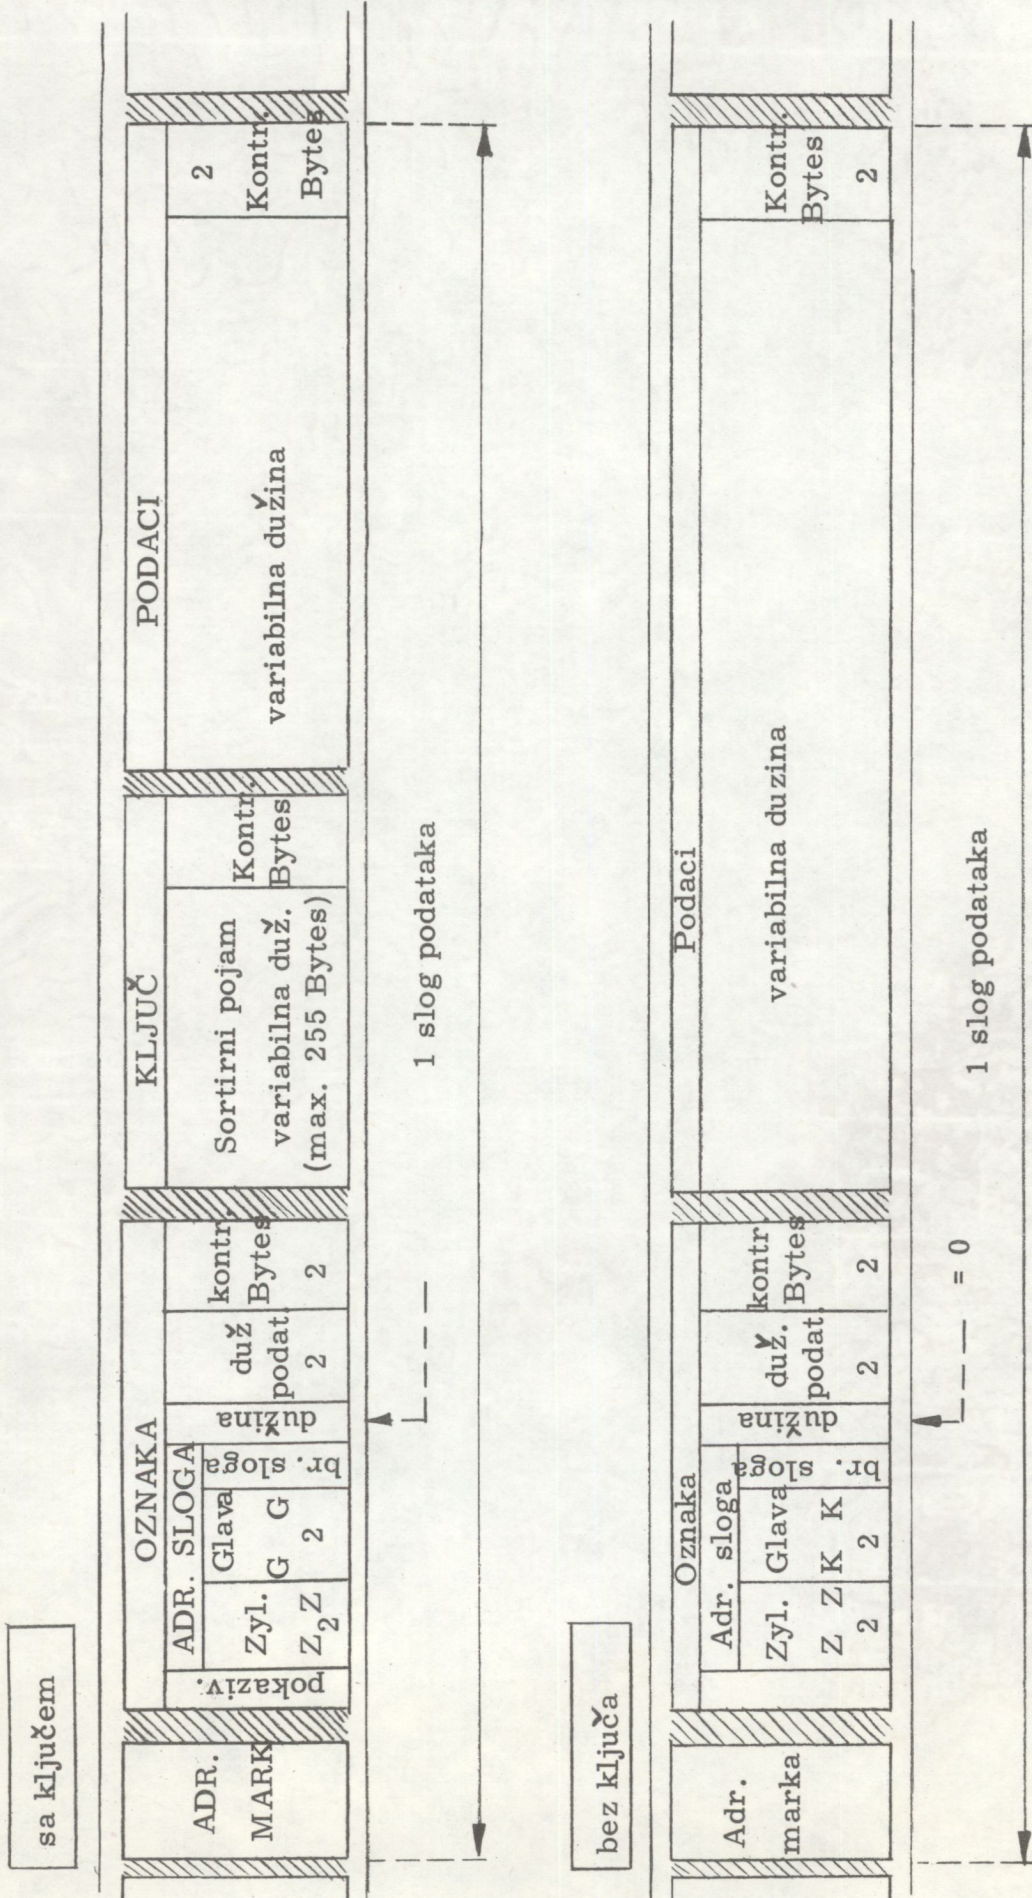 sa ključem
ADR.
MARK
OZNAKA
pokaziv.
ADR. SLOGA
Zyl.
Z Z
2
Glava
G G
2
br. sloga
dužina
duž
podat.
2
kontr.
Bytes
2
KLJUČ
Sortirni pojam
variabilna duž.
(max. 255 Bytes)
Kontr.
Bytes
PODACI
variabilna dužina
2
Kontr.
Bytes
1 slog podataka
bez ključa
Adr.
marka
Oznaka
Adr. sloga
Zyl.
Z Z
2
Glava
K K
2
br. sloga
dužina
duž.
podat.
2
kontr.
Bytes
2
Podaci
variabilna duzina
Kontr.
Bytes
2
= 0
1 slog podataka